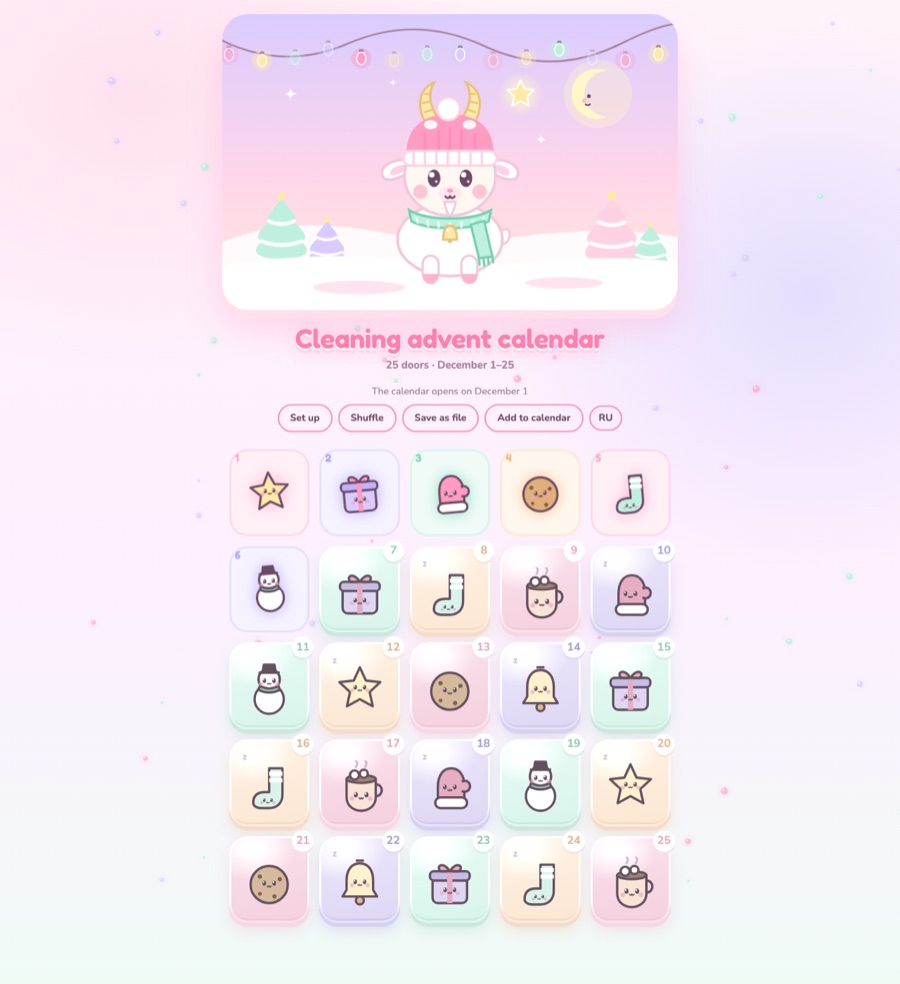 Cleaning advent calendar
25 doors · December 1–25
The calendar opens on December 1
Set up Shuffle Save as file Add to calendar RU
1 2 3 4 5
6 7 8 9 10
z z
11 12 13 14 15
z z
16 17 18 19 20
z z z
21 22 23 24 25
z z